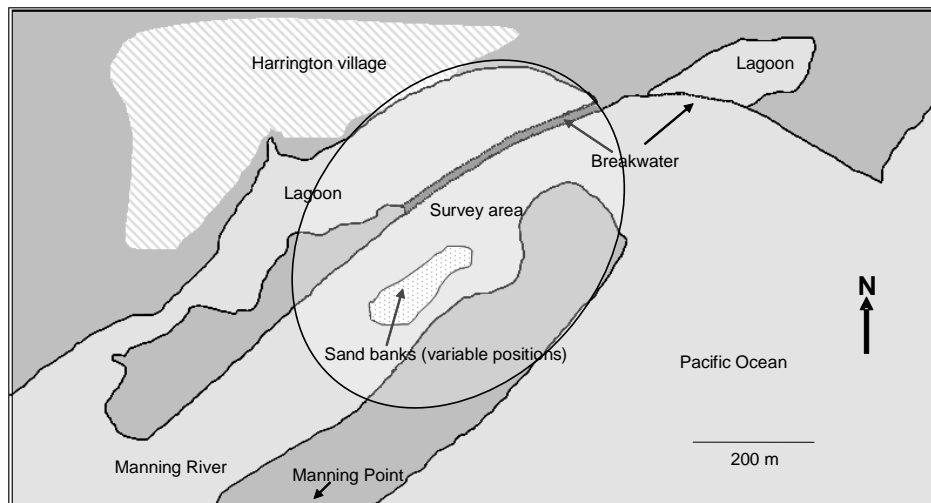 Harrington village
Lagoon
Breakwater
Lagoon
Survey area
N
Sand banks (variable positions)
Pacific Ocean
Manning River
Manning Point
200 m